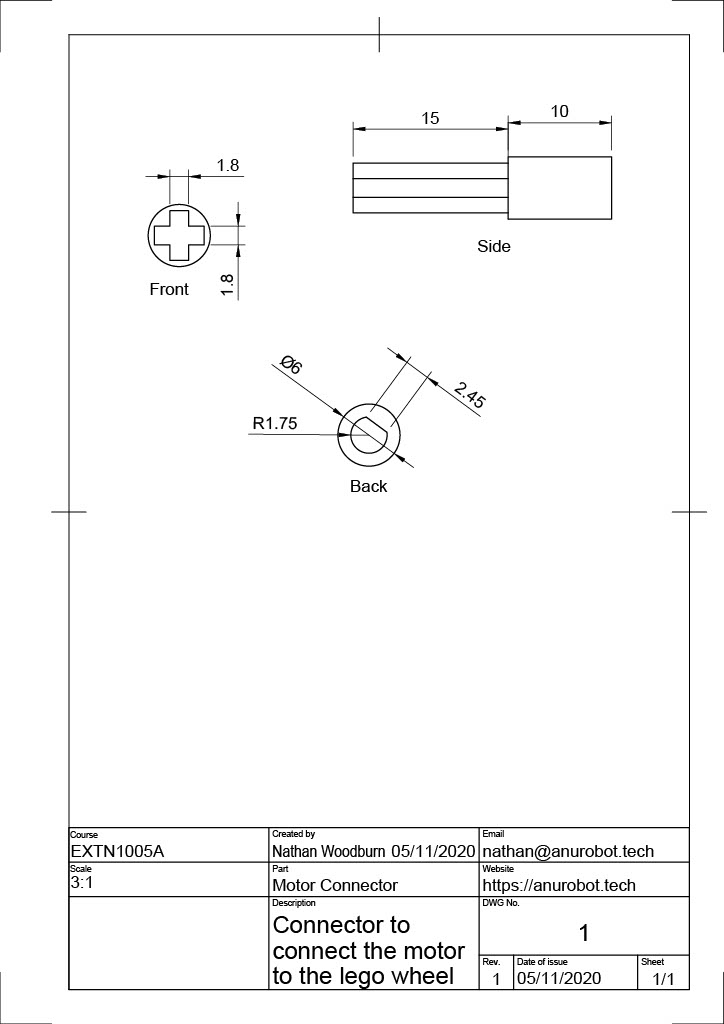 15
10
1.8
1.8
Front
Side
Ø6
2.45
R1.75
Back
Course
EXTN1005A
Created by
Nathan Woodburn 05/11/2020
Email
nathan@anurobot.tech
Scale
3:1
Part
Motor Connector
Website
https://anurobot.tech
Description
Connector to
connect the motor
to the lego wheel
DWG No.
1
Rev.
1
Date of issue
05/11/2020
Sheet
1/1